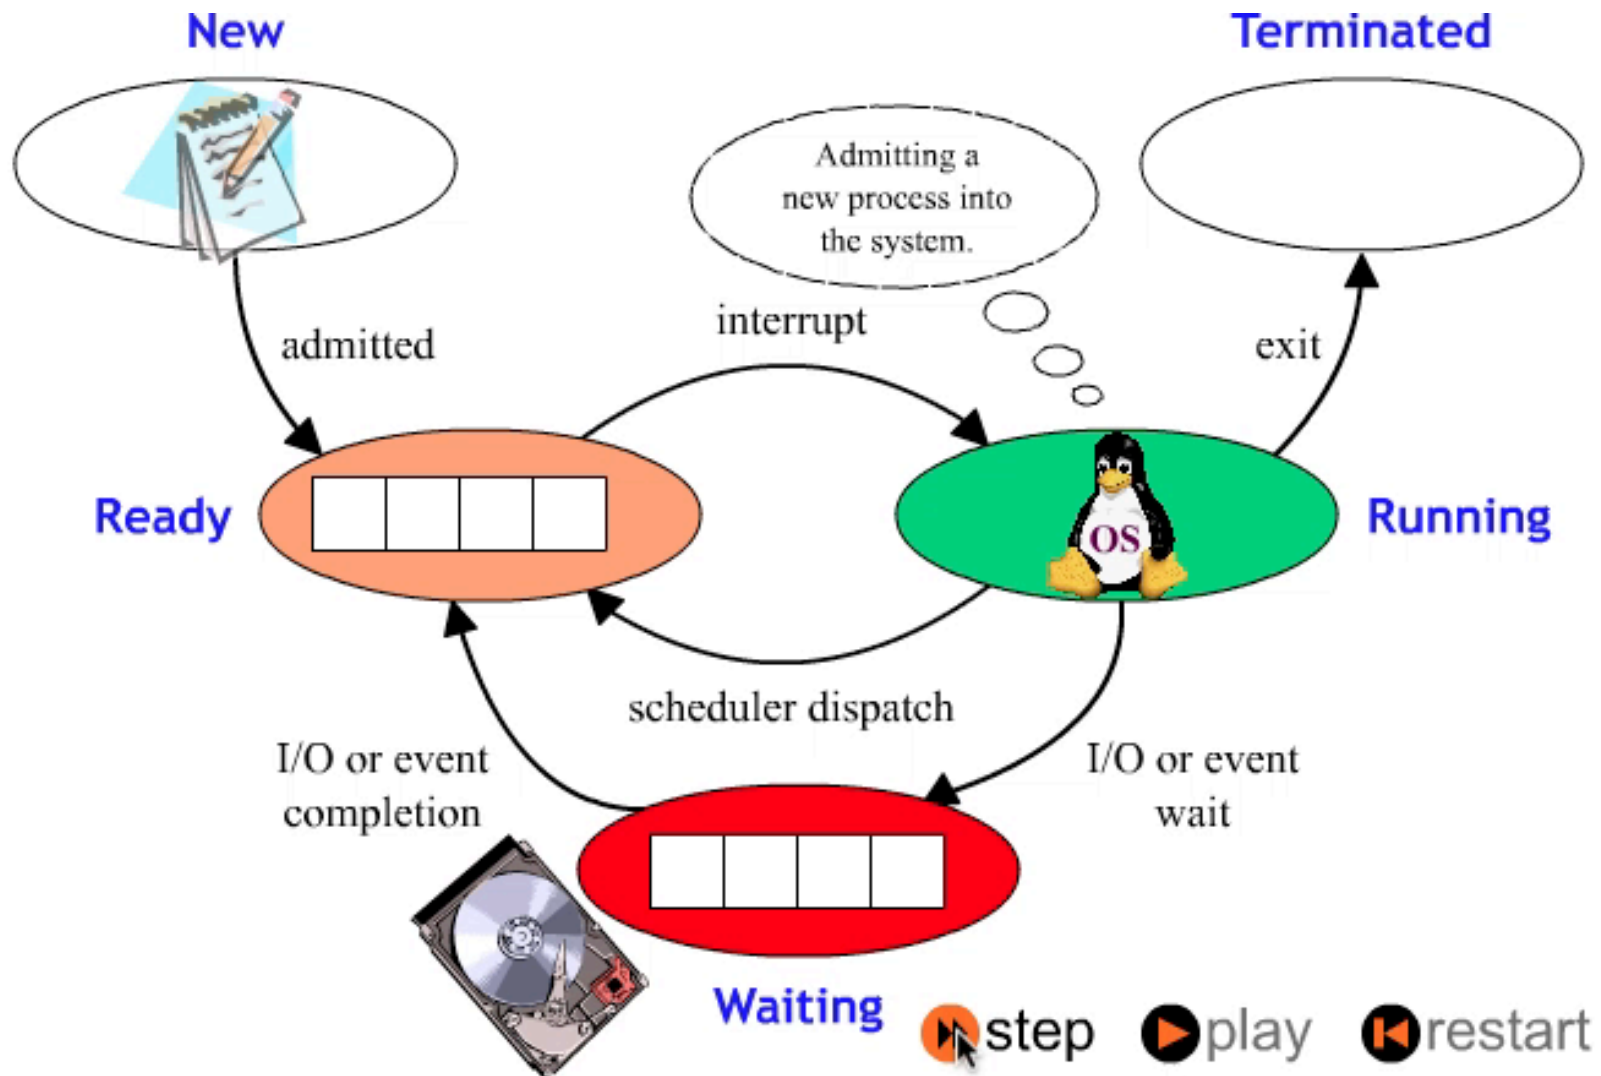 New
Terminated
Admitting a
new process into
the system.
interrupt
admitted
exit
Ready
OS
Running
scheduler dispatch
I/O or event
completion
I/O or event
wait
Waiting
step
play
restart